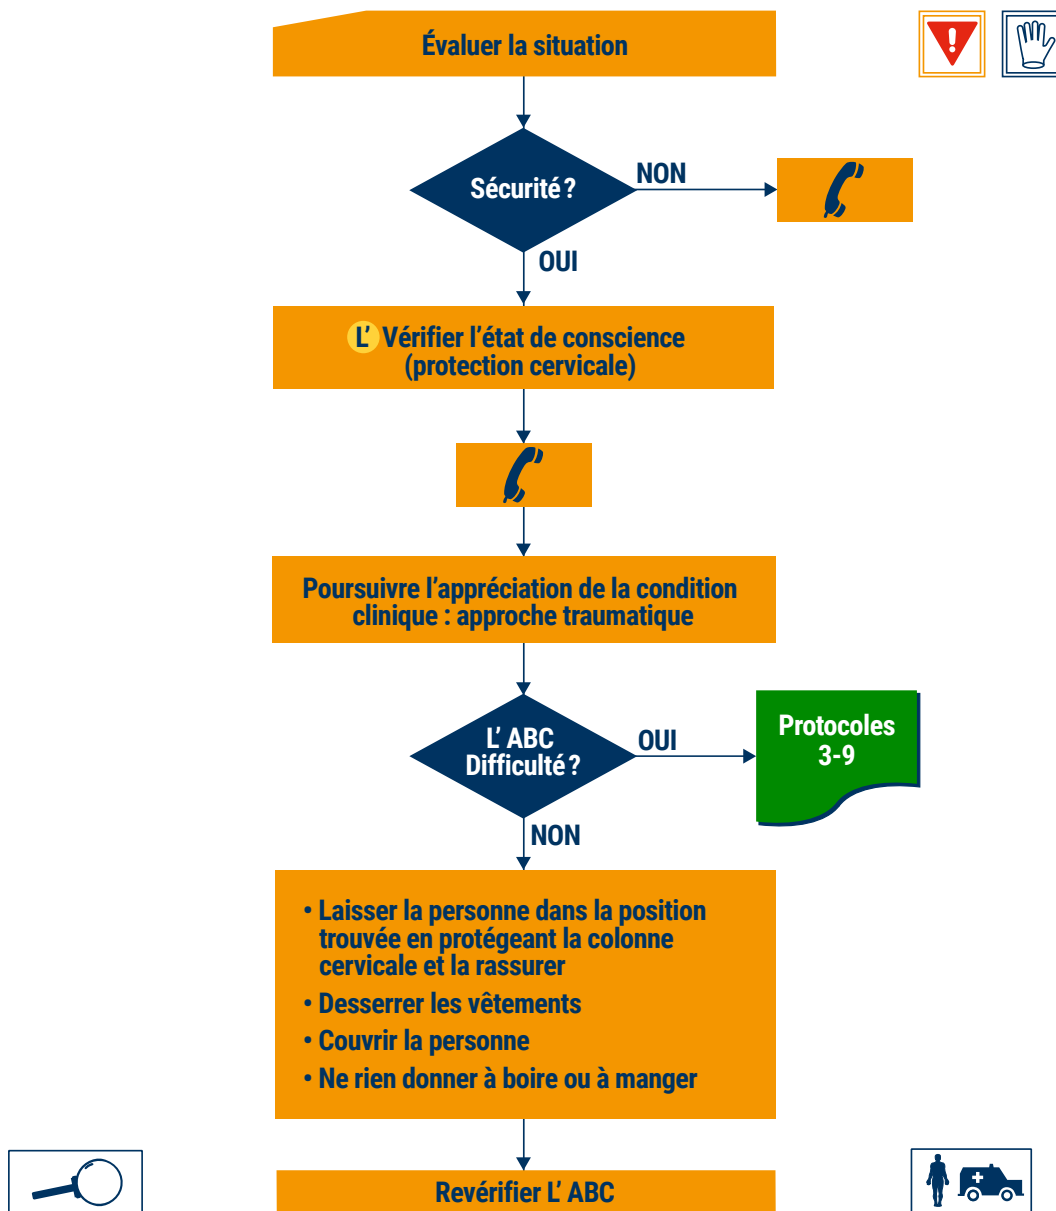 Évaluer la situation
Sécurité ?
NON
OUI
L' Vérifier l'état de conscience
(protection cervicale)
Poursuivre l'appréciation de la condition
clinique : approche traumatique
L' ABC
Difficulté ?
OUI
Protocoles
3-9
NON
• Laisser la personne dans la position
trouvée en protégeant la colonne
cervicale et la rassurer
• Desserrer les vêtements
• Couvrir la personne
• Ne rien donner à boire ou à manger
Revérifier L' ABC